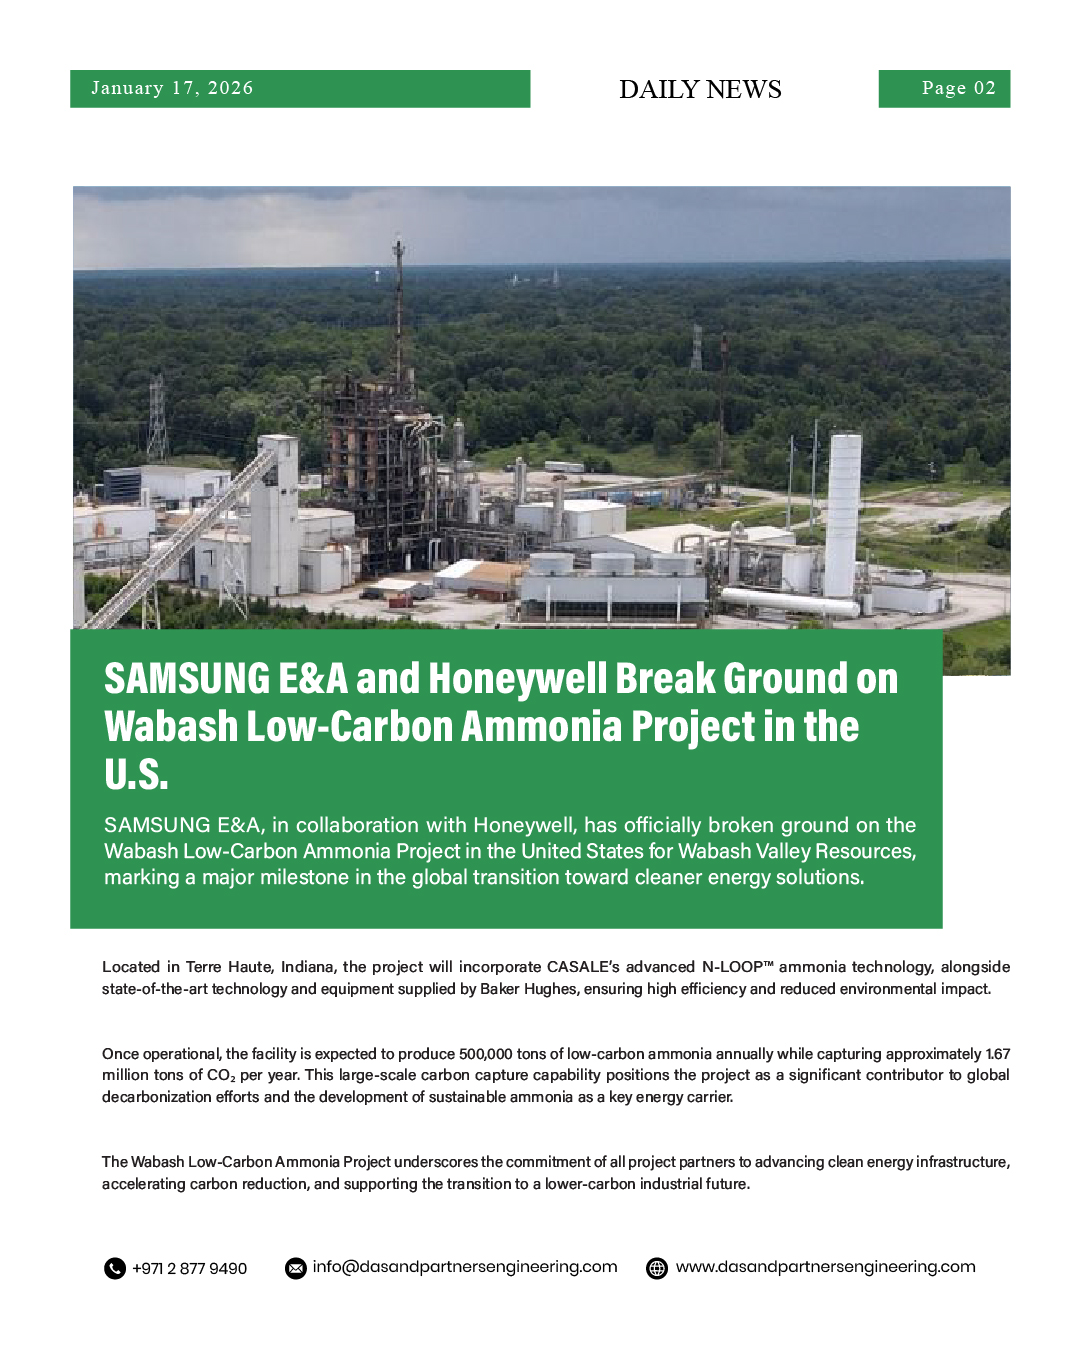 January 17, 2026
DAILY NEWS
Page 02
SAMSUNG E&A and Honeywell Break Ground on
Wabash Low-Carbon Ammonia Project in the
U.S.
SAMSUNG E&A, in collaboration with Honeywell, has officially broken ground on the
Wabash Low-Carbon Ammonia Project in the United States for Wabash Valley Resources,
marking a major milestone in the global transition toward cleaner energy solutions.
Located in Terre Haute, Indiana, the project will incorporate CASALE's advanced N-LOOP™ ammonia technology, alongside
state-of-the-art technology and equipment supplied by Baker Hughes, ensuring high efficiency and reduced environmental impact.
Once operational, the facility is expected to produce 500,000 tons of low-carbon ammonia annually while capturing approximately 1.67
million tons of CO₂ per year. This large-scale carbon capture capability positions the project as a significant contributor to global
decarbonization efforts and the development of sustainable ammonia as a key energy carrier.
The Wabash Low-Carbon Ammonia Project underscores the commitment of all project partners to advancing clean energy infrastructure,
accelerating carbon reduction, and supporting the transition to a lower-carbon industrial future.
+971 2 877 9490
info@dasandpartnersengineering.com
www.dasandpartnersengineering.com